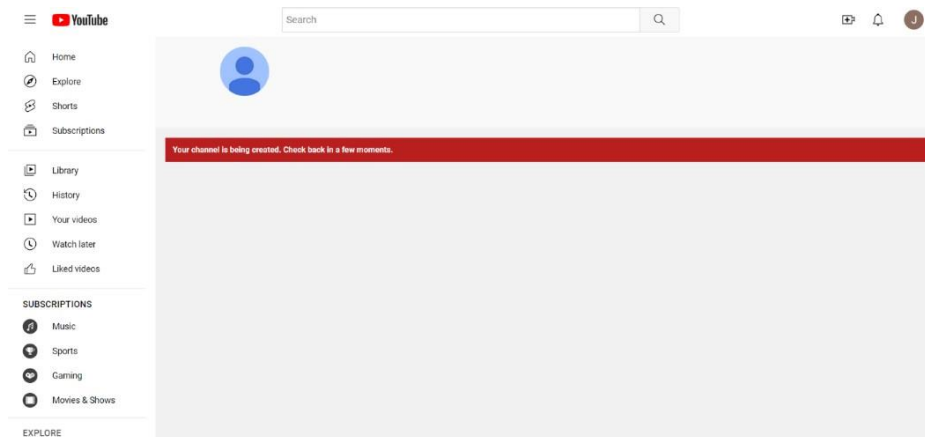 YouTube
Search
J
Home
Explore
Shorts
Subscriptions
Your channel is being created. Check back in a few moments.
Library
History
Your videos
Watch later
Liked videos
SUBSCRIPTIONS
Music
Sports
Gaming
Movies & Shows
EXPLORE